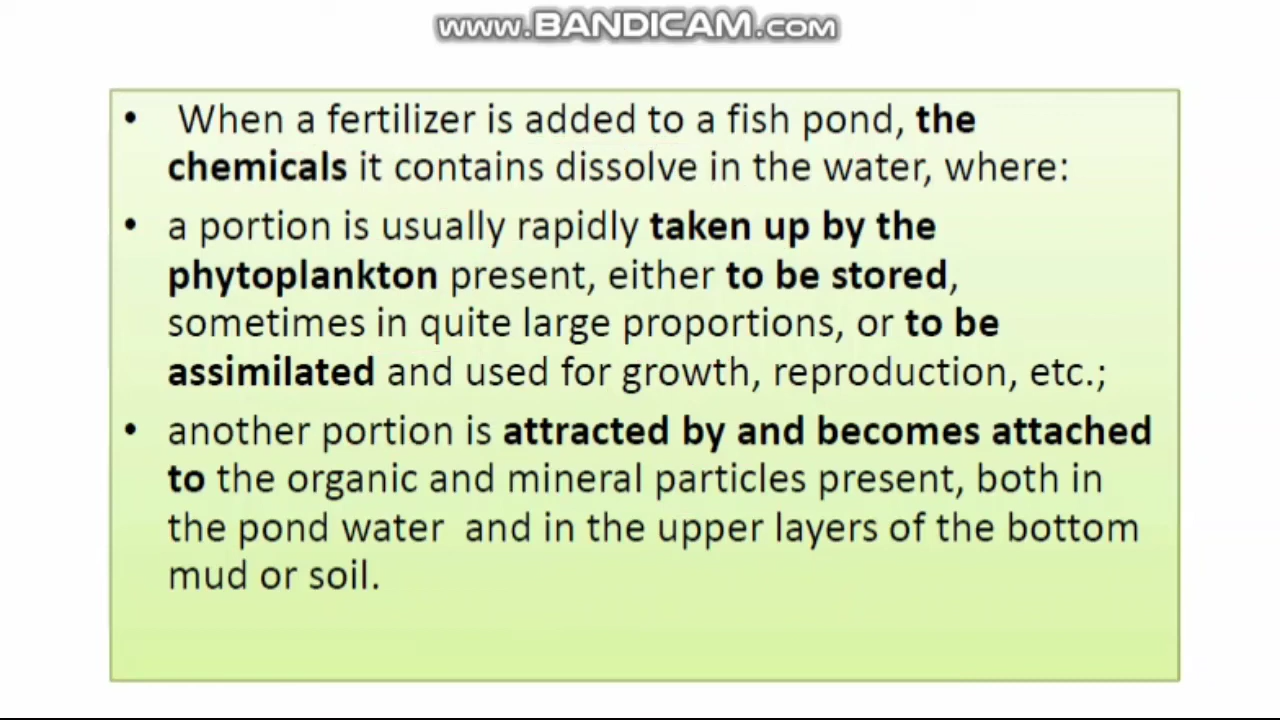 www.BANDICAM.com
• When a fertilizer is added to a fish pond, the
chemicals it contains dissolve in the water, where:
• a portion is usually rapidly taken up by the
phytoplankton present, either to be stored,
sometimes in quite large proportions, or to be
assimilated and used for growth, reproduction, etc.;
• another portion is attracted by and becomes attached
to the organic and mineral particles present, both in
the pond water and in the upper layers of the bottom
mud or soil.